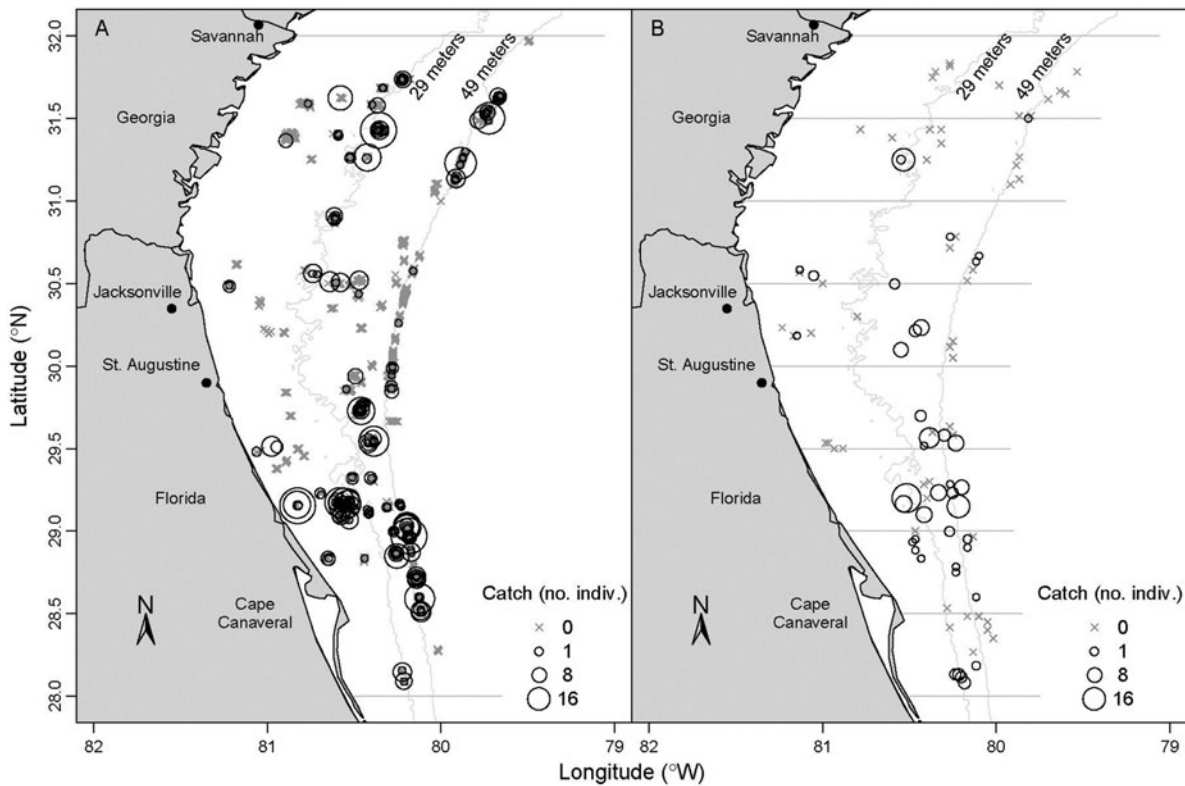 A
Savannah
29 meters
49 meters
Georgia
Jacksonville
St. Augustine
Florida
Cape
Canaveral
N
Catch (no. indiv.)
0
1
8
16
B
Savannah
29 meters
49 meters
Georgia
Jacksonville
St. Augustine
Florida
Cape
Canaveral
N
Catch (no. indiv.)
0
1
8
16
Latitude (°N)
32.0
31.5
31.0
30.5
30.0
29.5
29.0
28.5
28.0
82 81 80 79
82 81 80 79
Longitude (°W)